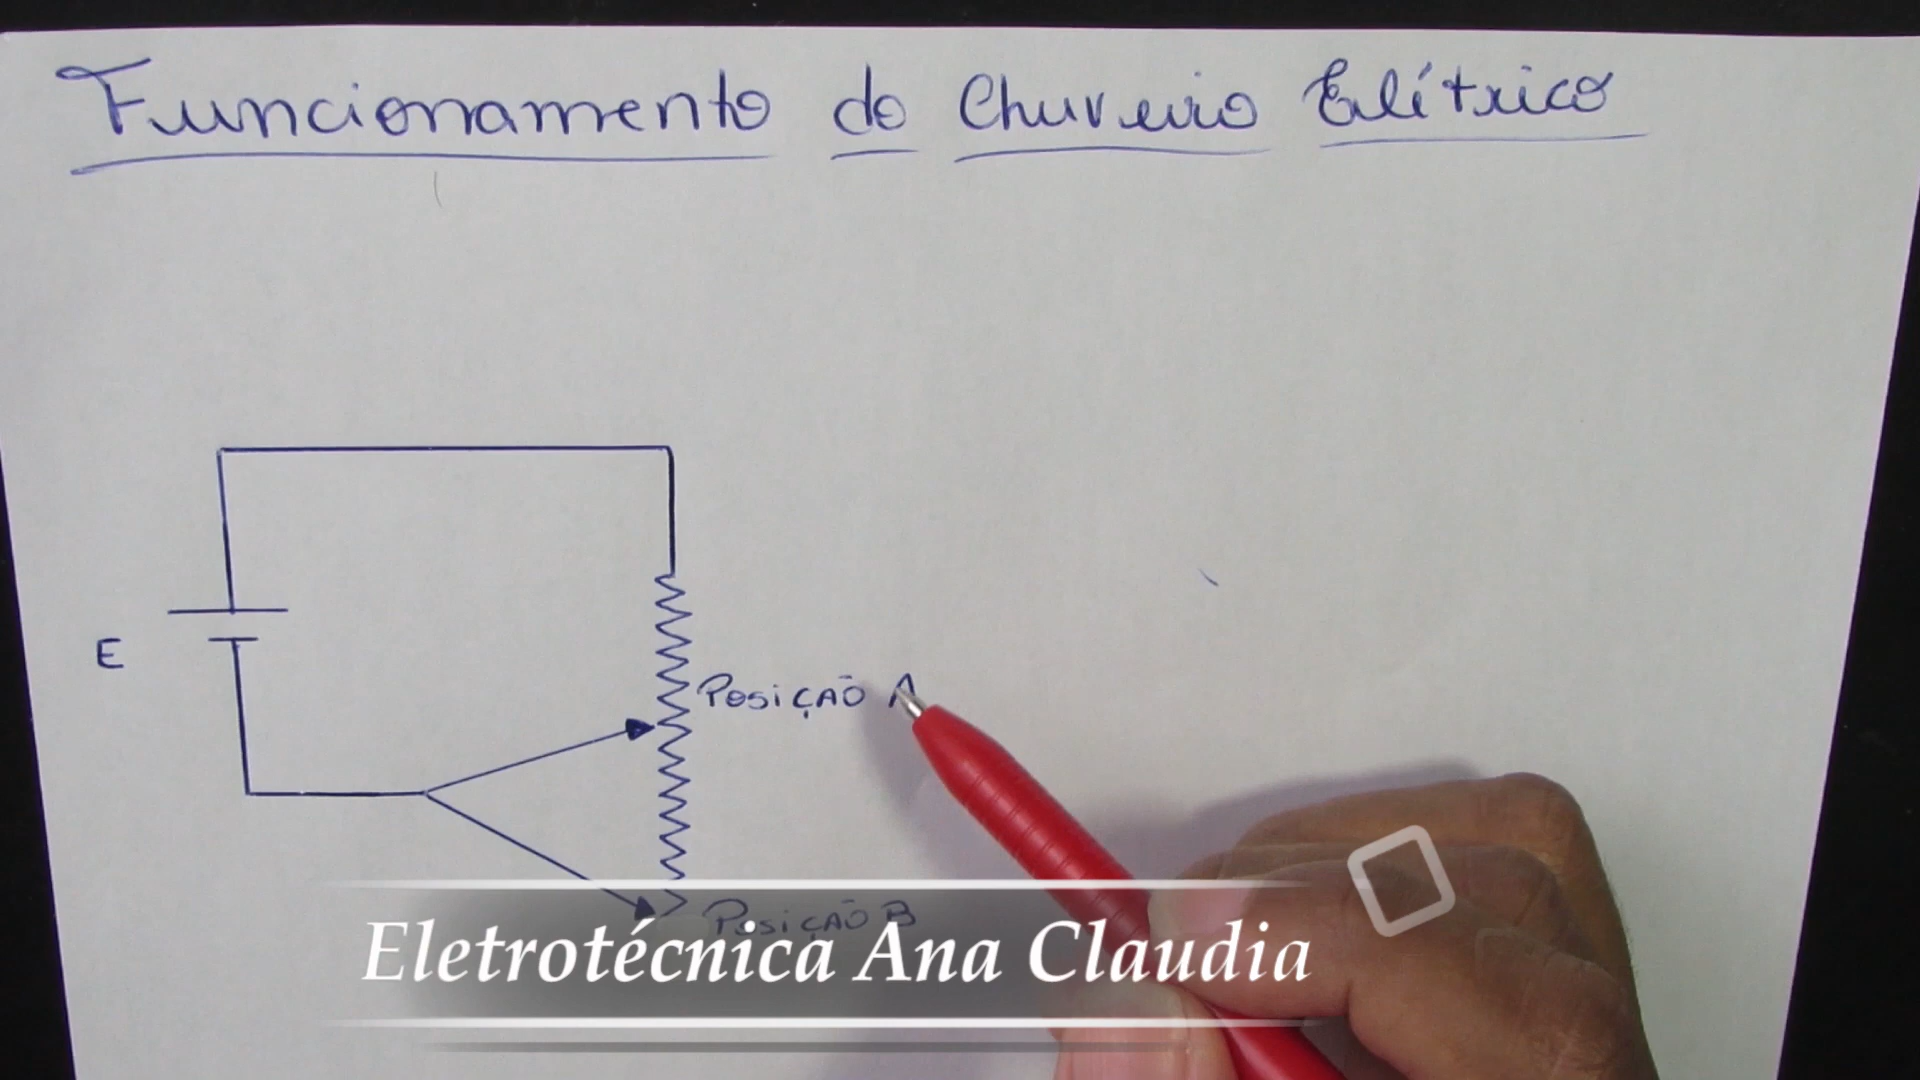 Funcionamento do Chuveiro Elétrico
E
Posição A
Posição B
Eletrotécnica Ana Claudia